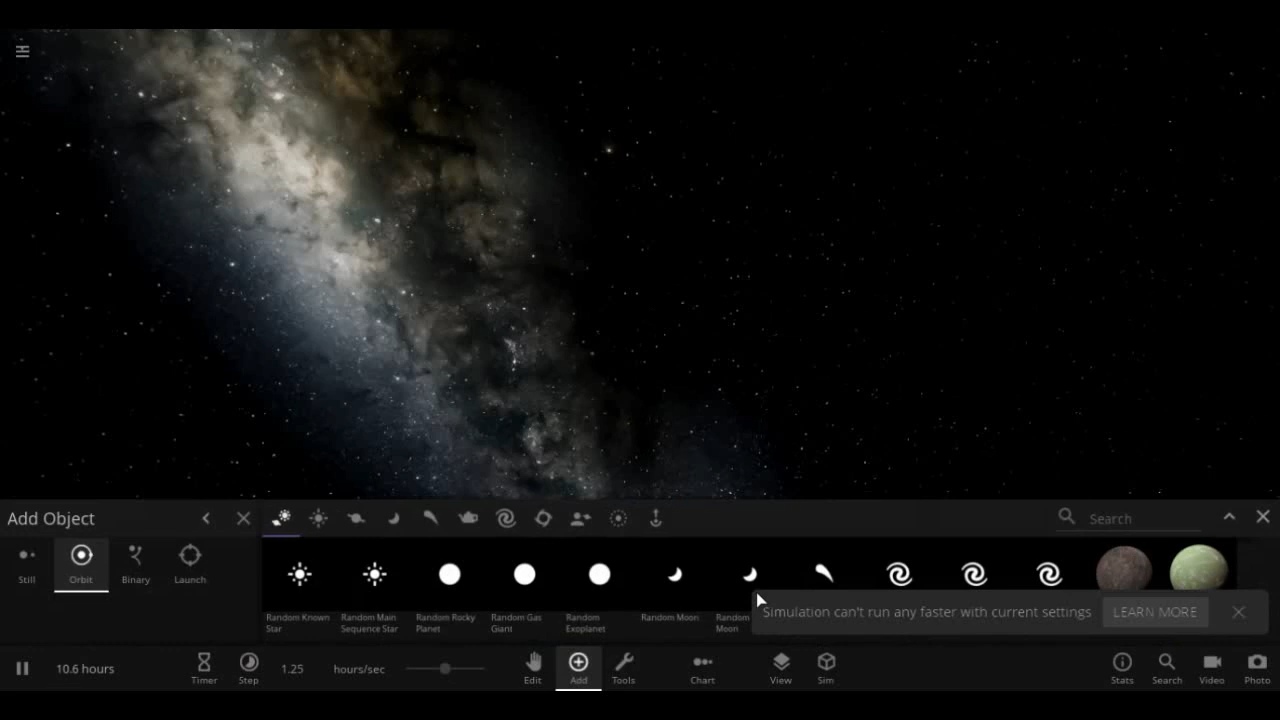 Add Object
Search
Still
Orbit
Binary
Launch
Random Known
Star
Random Main
Sequence Star
Random Rocky
Planet
Random Gas
Giant
Random
Exoplanet
Random Moon
Random
Moon
Simulation can't run any faster with current settings
LEARN MORE
10.6 hours
Timer
Step
1.25
hours/sec
Edit
Add
Tools
Chart
View
Sim
Stats
Search
Video
Photo